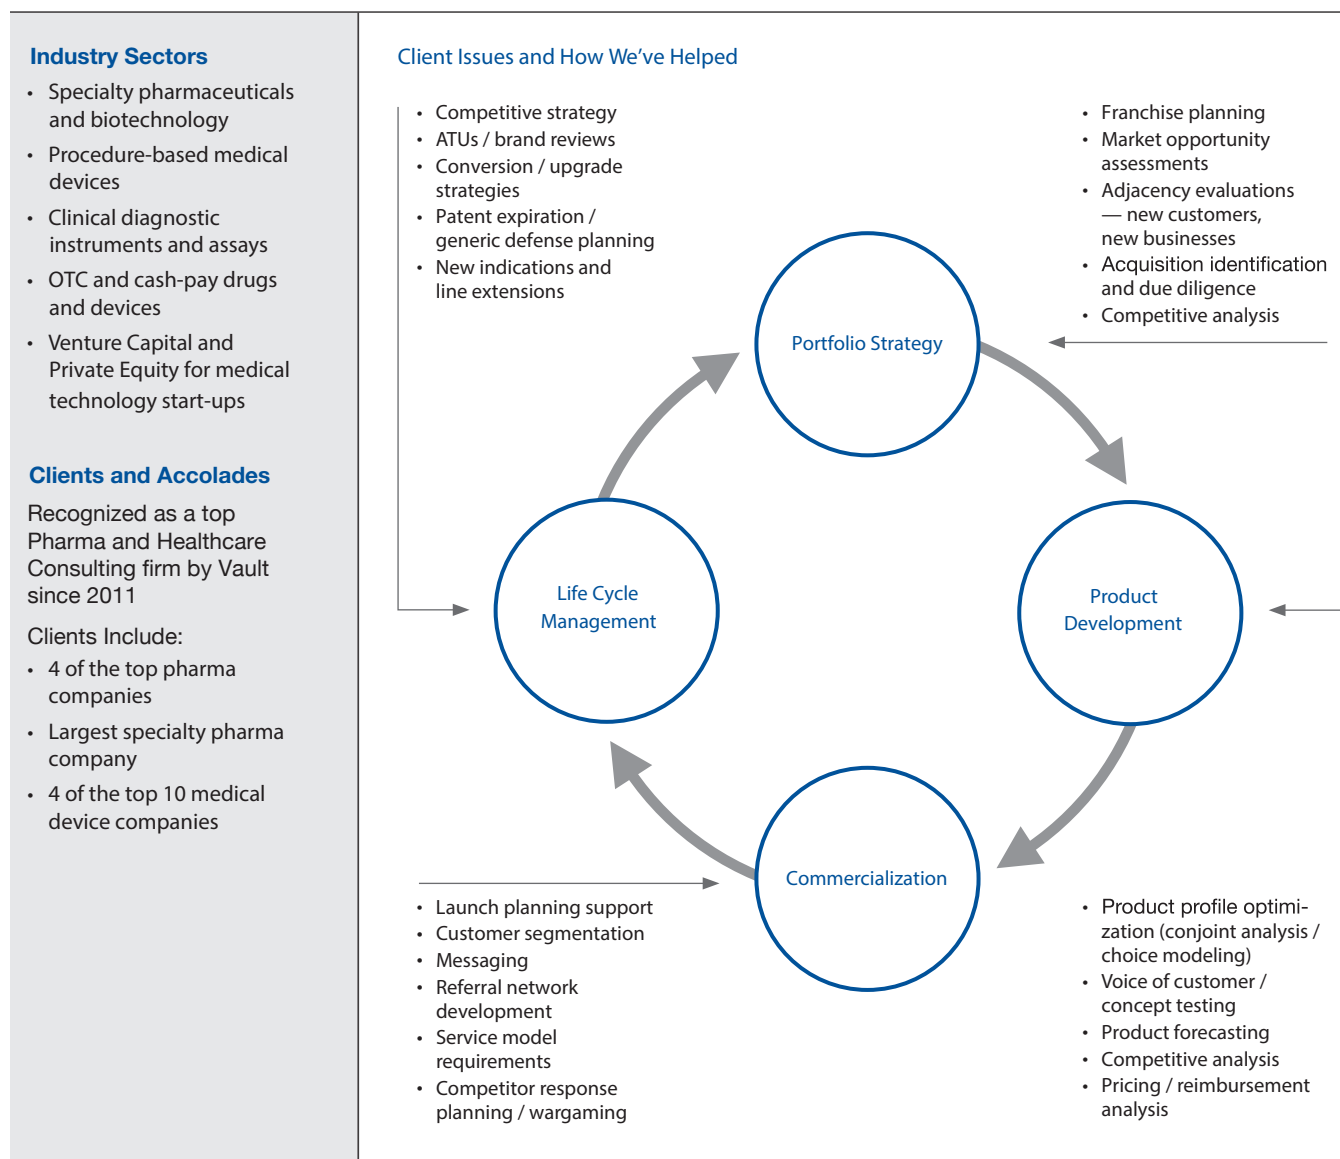 Industry Sectors
• Specialty pharmaceuticals
and biotechnology
• Procedure-based medical
devices
• Clinical diagnostic
instruments and assays
• OTC and cash-pay drugs
and devices
• Venture Capital and
Private Equity for medical
technology start-ups
Clients and Accolades
Recognized as a top
Pharma and Healthcare
Consulting firm by Vault
since 2011
Clients Include:
• 4 of the top pharma
companies
• Largest specialty pharma
company
• 4 of the top 10 medical
device companies
Client Issues and How We've Helped
• Competitive strategy
• ATUs / brand reviews
• Conversion / upgrade
strategies
• Patent expiration /
generic defense planning
• New indications and
line extensions
• Franchise planning
• Market opportunity
assessments
• Adjacency evaluations
— new customers,
new businesses
• Acquisition identification
and due diligence
• Competitive analysis
Portfolio Strategy
Life Cycle
Management
Product
Development
Commercialization
• Launch planning support
• Customer segmentation
• Messaging
• Referral network
development
• Service model
requirements
• Competitor response
planning / wargaming
• Product profile optimi-
zation (conjoint analysis /
choice modeling)
• Voice of customer /
concept testing
• Product forecasting
• Competitive analysis
• Pricing / reimbursement
analysis